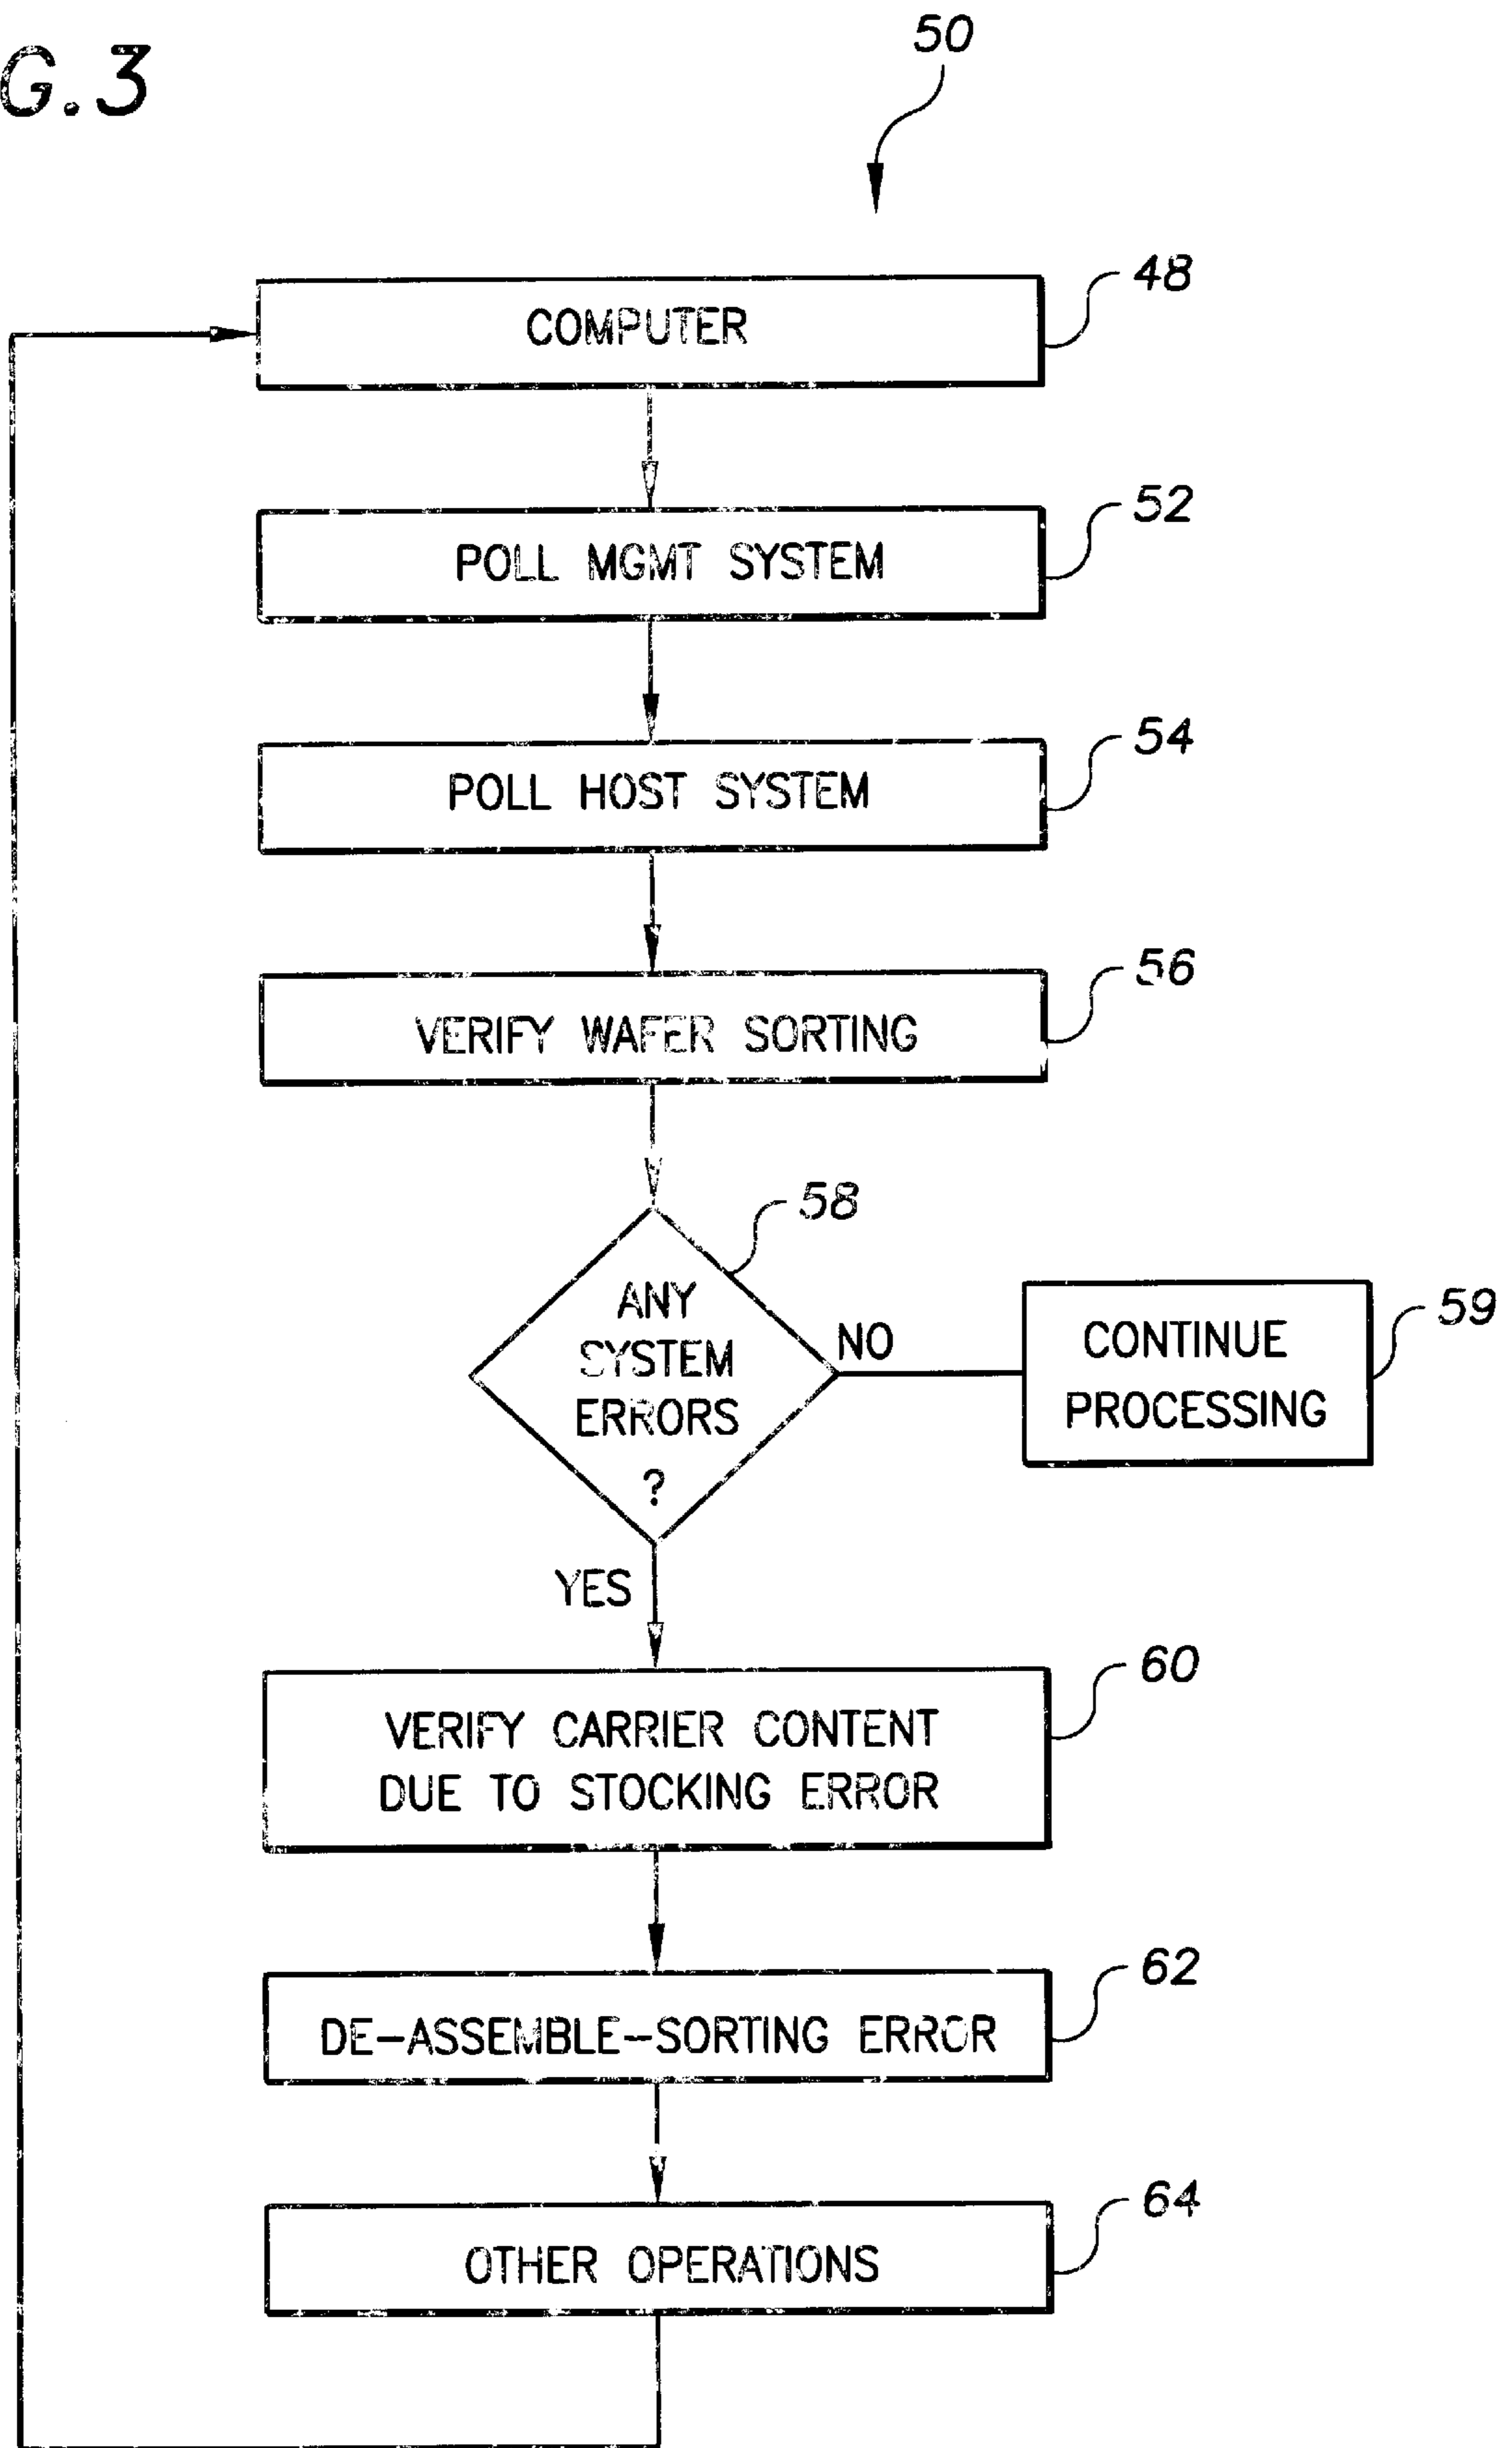 G.3
50
COMPUTER
48
POLL MGMT SYSTEM
52
POLL HOST SYSTEM
54
VERIFY WAFER SORTING
56
58
ANY
SYSTEM
ERRORS
?
NO
CONTINUE
PROCESSING
59
YES
VERIFY CARRIER CONTENT
DUE TO STOCKING ERROR
60
DE-ASSEMBLE-SORTING ERROR
62
OTHER OPERATIONS
64